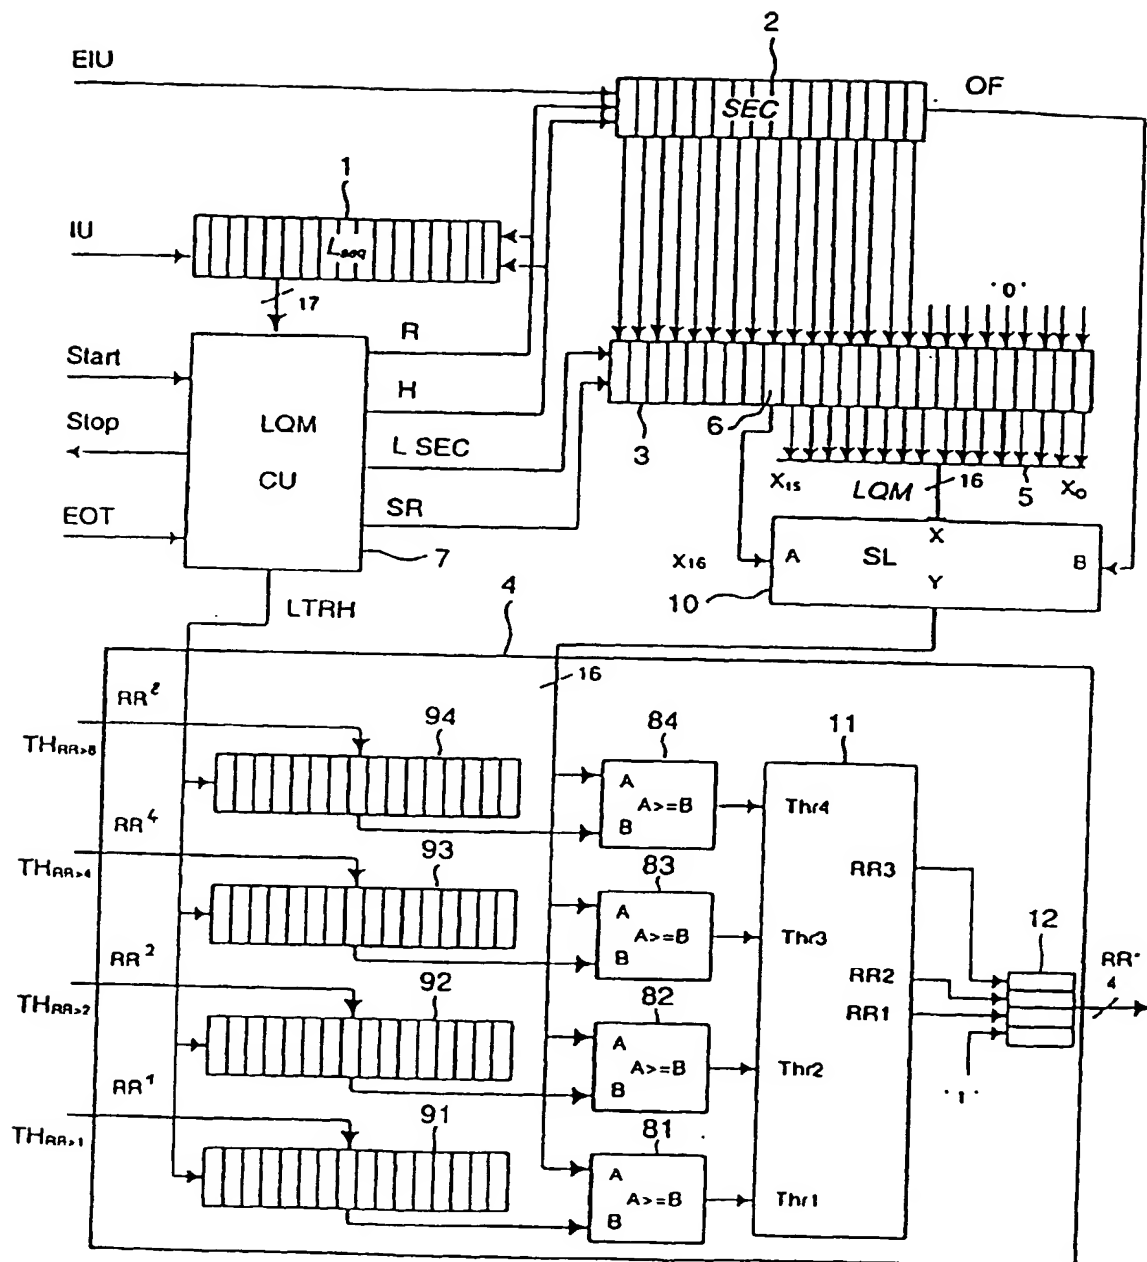 EIU
2
SEC
OF
1
IU
Lseq
17
'0'
R
Start
H
Stop
LQM
CU
L SEC
3
6
EOT
SR
7
X15
LQM
16
5
X0
X16
A
X
SL
Y
B
10
LTRH
4
16
RR
THRR>8
94
84
A
A>=B
B
11
Thr4
RR4
THRR>4
93
83
A
A>=B
B
Thr3
RR3
12
RR2
THRR>2
92
82
A
A>=B
B
Thr2
RR2
RR1
RR*
4
RR1
THRR>1
91
81
A
A>=B
B
Thr1
'1'